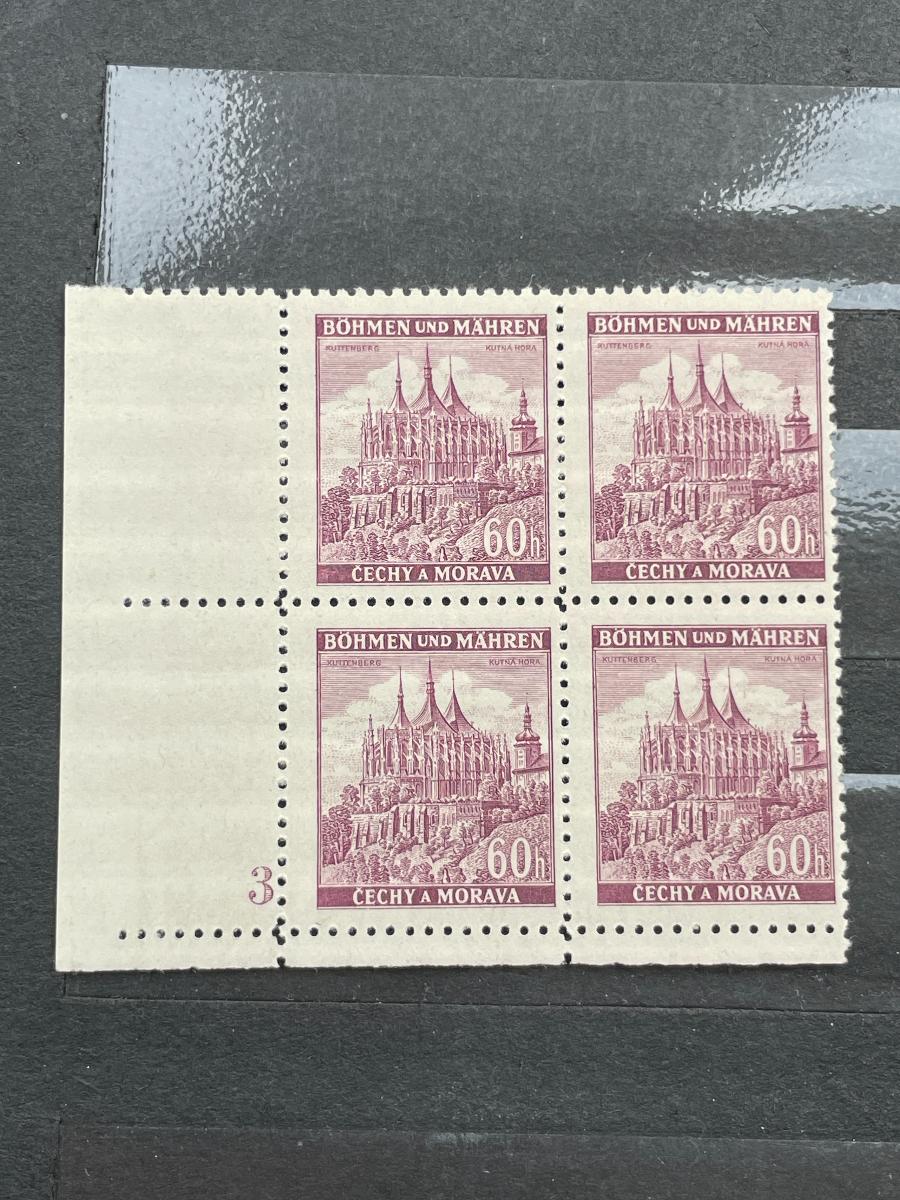 BÖHMEN UND MÄHREN
KUTTENBERG KUTNÁ HORA
60h
ČECHY A MORAVA
BÖHMEN UND MÄHREN
KUTTENBERG KUTNÁ HORA
60h
ČECHY A MORAVA
BÖHMEN UND MÄHREN
KUTTENBERG KUTNÁ HORA
60h
ČECHY A MORAVA
BÖHMEN UND MÄHREN
KUTTENBERG KUTNÁ HORA
60h
ČECHY A MORAVA
3